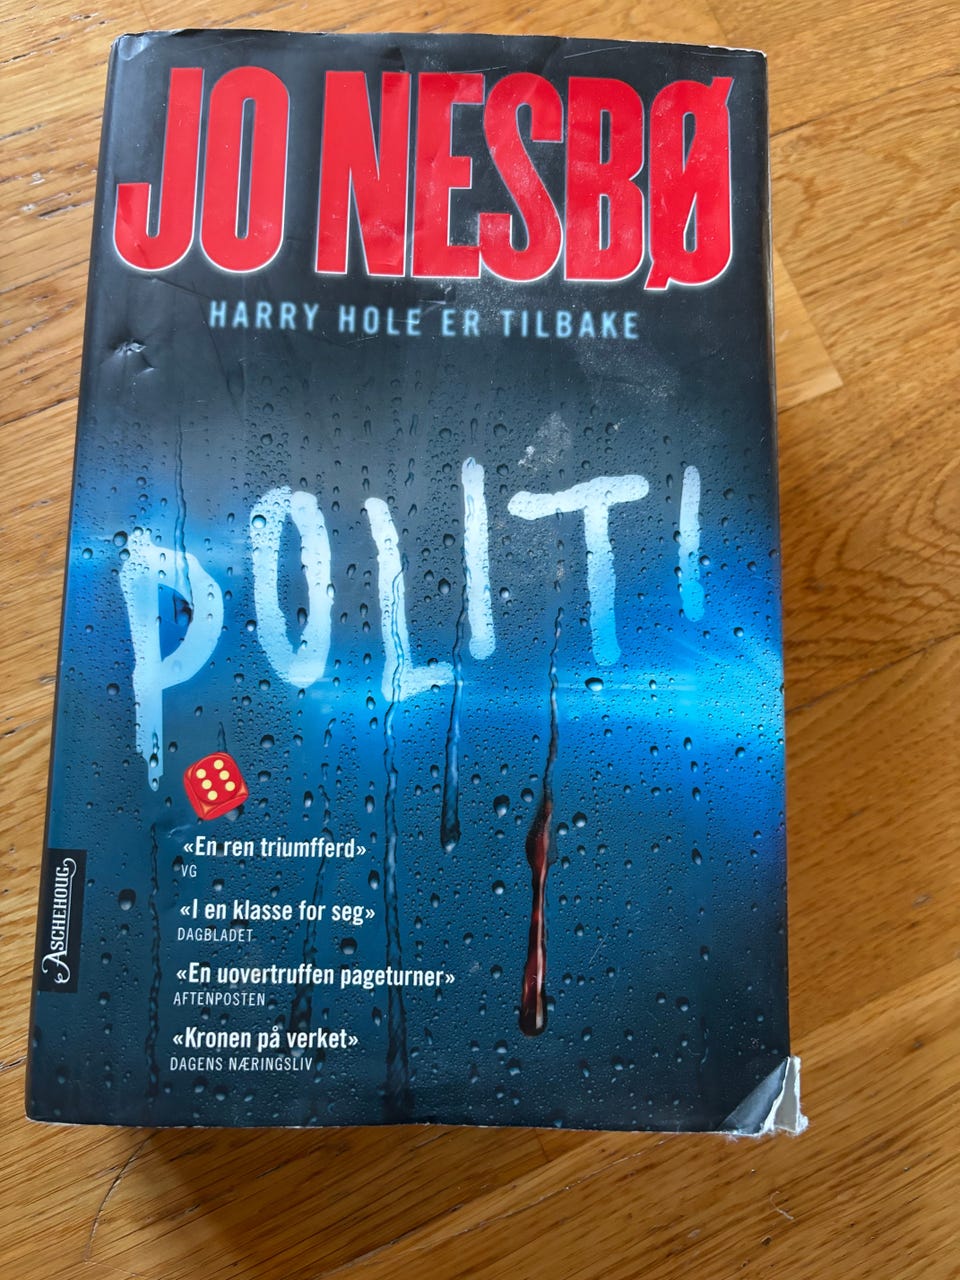 JO NESBØ
HARRY HOLE ER TILBAKE
POLITI
«En ren triumfferd»
VG
«I en klasse for seg»
DAGBLADET
«En uovertruffen pageturner»
AFTENPOSTEN
«Kronen på verket»
DAGENS NÆRINGSLIV
ASCHEHOUG